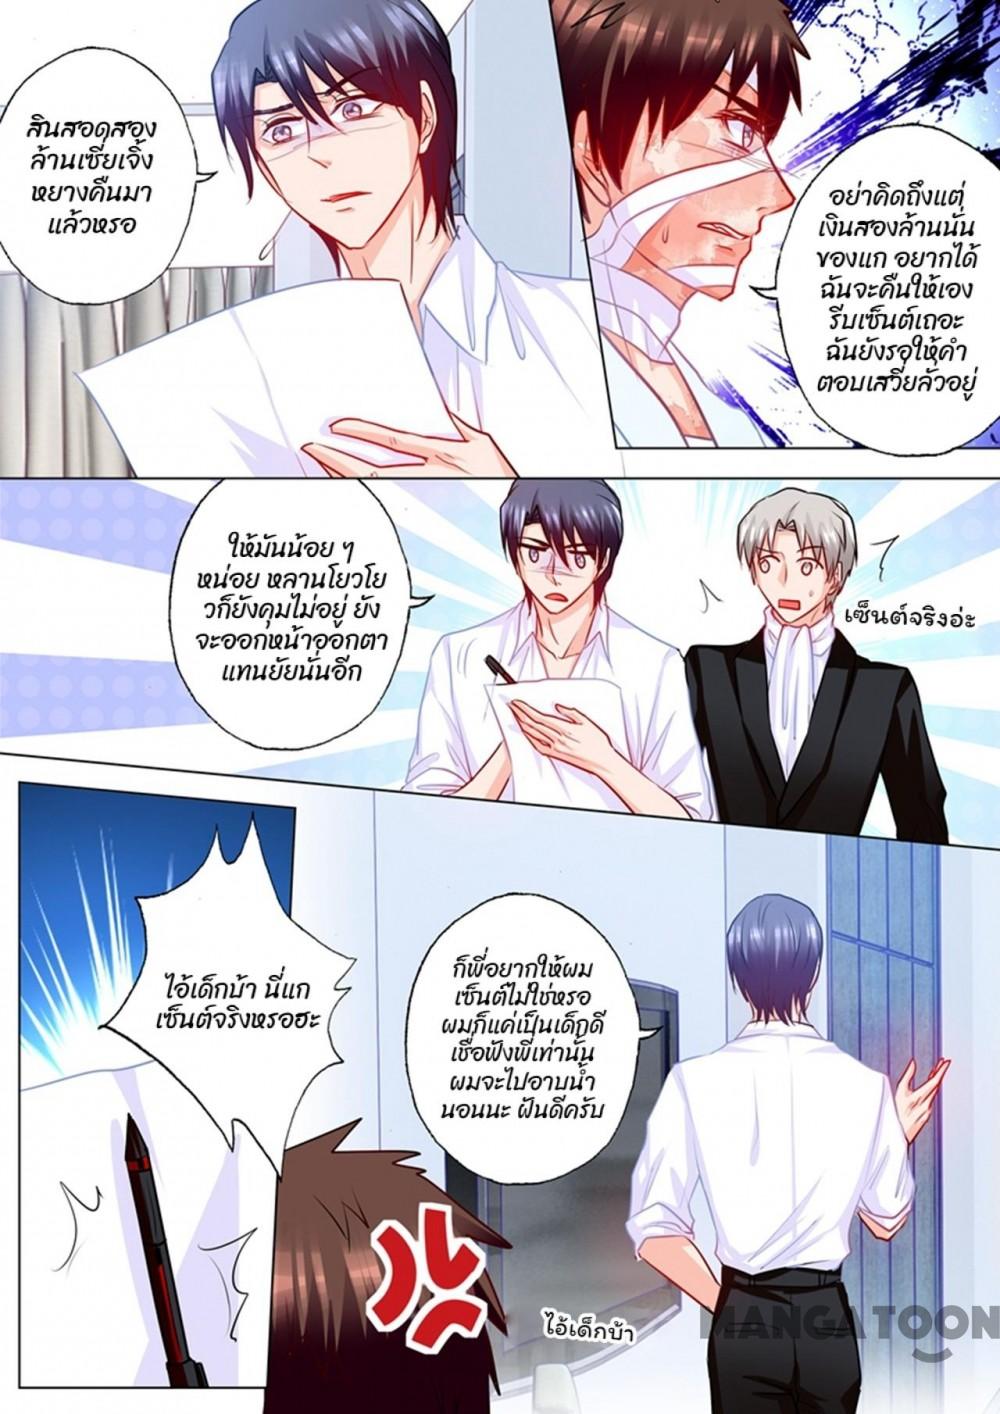 สินสอดสอง
ล้านเซี่ยเจิ้ง
หยางคืนมา
แล้วหรอ
อย่าคิดถึงแต่
เงินสองล้านนั่น
ของแก อยากได้
ฉันจะคืนให้เอง
รีบเซ็นต์เถอะ
ฉันยังรอให้คำ
ตอบเสวี่ยลั่วอยู่
ให้มันน้อย ๆ
หน่อย หลานโยวโย
วก็ยังคุมไม่อยู่ ยัง
จะออกหน้าออกตา
แทนยัยนั่นอีก
เซ็นต์จริงอ่ะ
ไอ้เด็กบ้า นี่แก
เซ็นต์จริงหรอฮะ
ก็พี่อยากให้ผม
เซ็นต์ไม่ใช่หรอ
ผมก็แค่เป็นเด็กดี
เชื่อฟังพี่เท่านั้น
ผมจะไปอาบน้ำ
นอนนะ ฝันดีครับ
ไอ้เด็กบ้า
MANGATOON